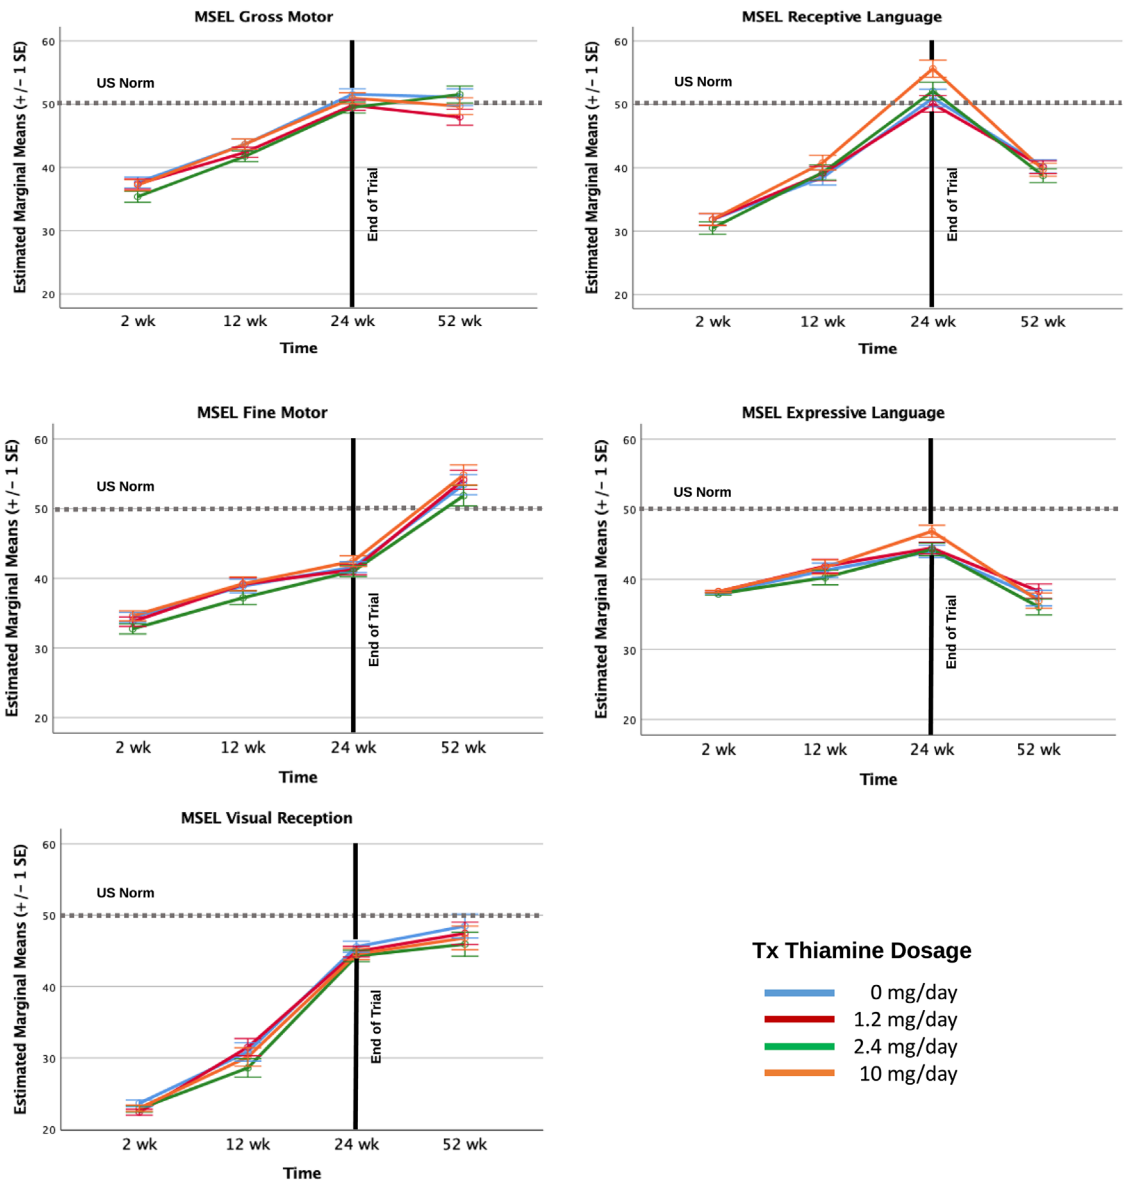 MSEL Gross Motor
Estimated Marginal Means (+/− 1 SE)
60
50
40
30
20
US Norm
End of Trial
2 wk 12 wk 24 wk 52 wk
Time
MSEL Receptive Language
Estimated Marginal Means (+/− 1 SE)
60
50
40
30
20
US Norm
End of Trial
2 wk 12 wk 24 wk 52 wk
Time
MSEL Fine Motor
Estimated Marginal Means (+/− 1 SE)
60
50
40
30
20
US Norm
End of Trial
2 wk 12 wk 24 wk 52 wk
Time
MSEL Expressive Language
Estimated Marginal Means (+/− 1 SE)
60
50
40
30
20
US Norm
End of Trial
2 wk 12 wk 24 wk 52 wk
Time
MSEL Visual Reception
Estimated Marginal Means (+/− 1 SE)
60
50
40
30
20
US Norm
End of Trial
2 wk 12 wk 24 wk 52 wk
Time
Tx Thiamine Dosage
0 mg/day
1.2 mg/day
2.4 mg/day
10 mg/day